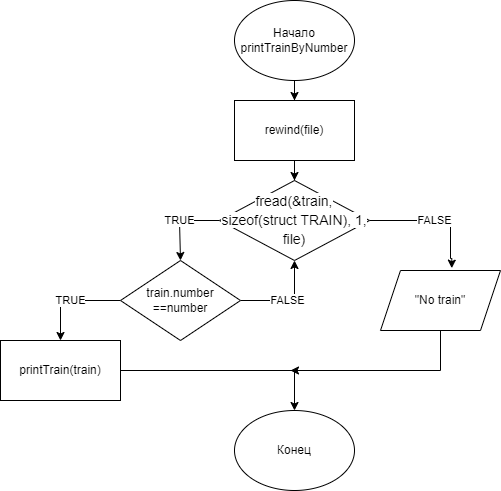 Начало
printTrainByNumber
rewind(file)
fread(&train,
sizeof(struct TRAIN), 1,
file)
TRUE
FALSE
train.number
==number
TRUE
FALSE
"No train"
printTrain(train)
Конец